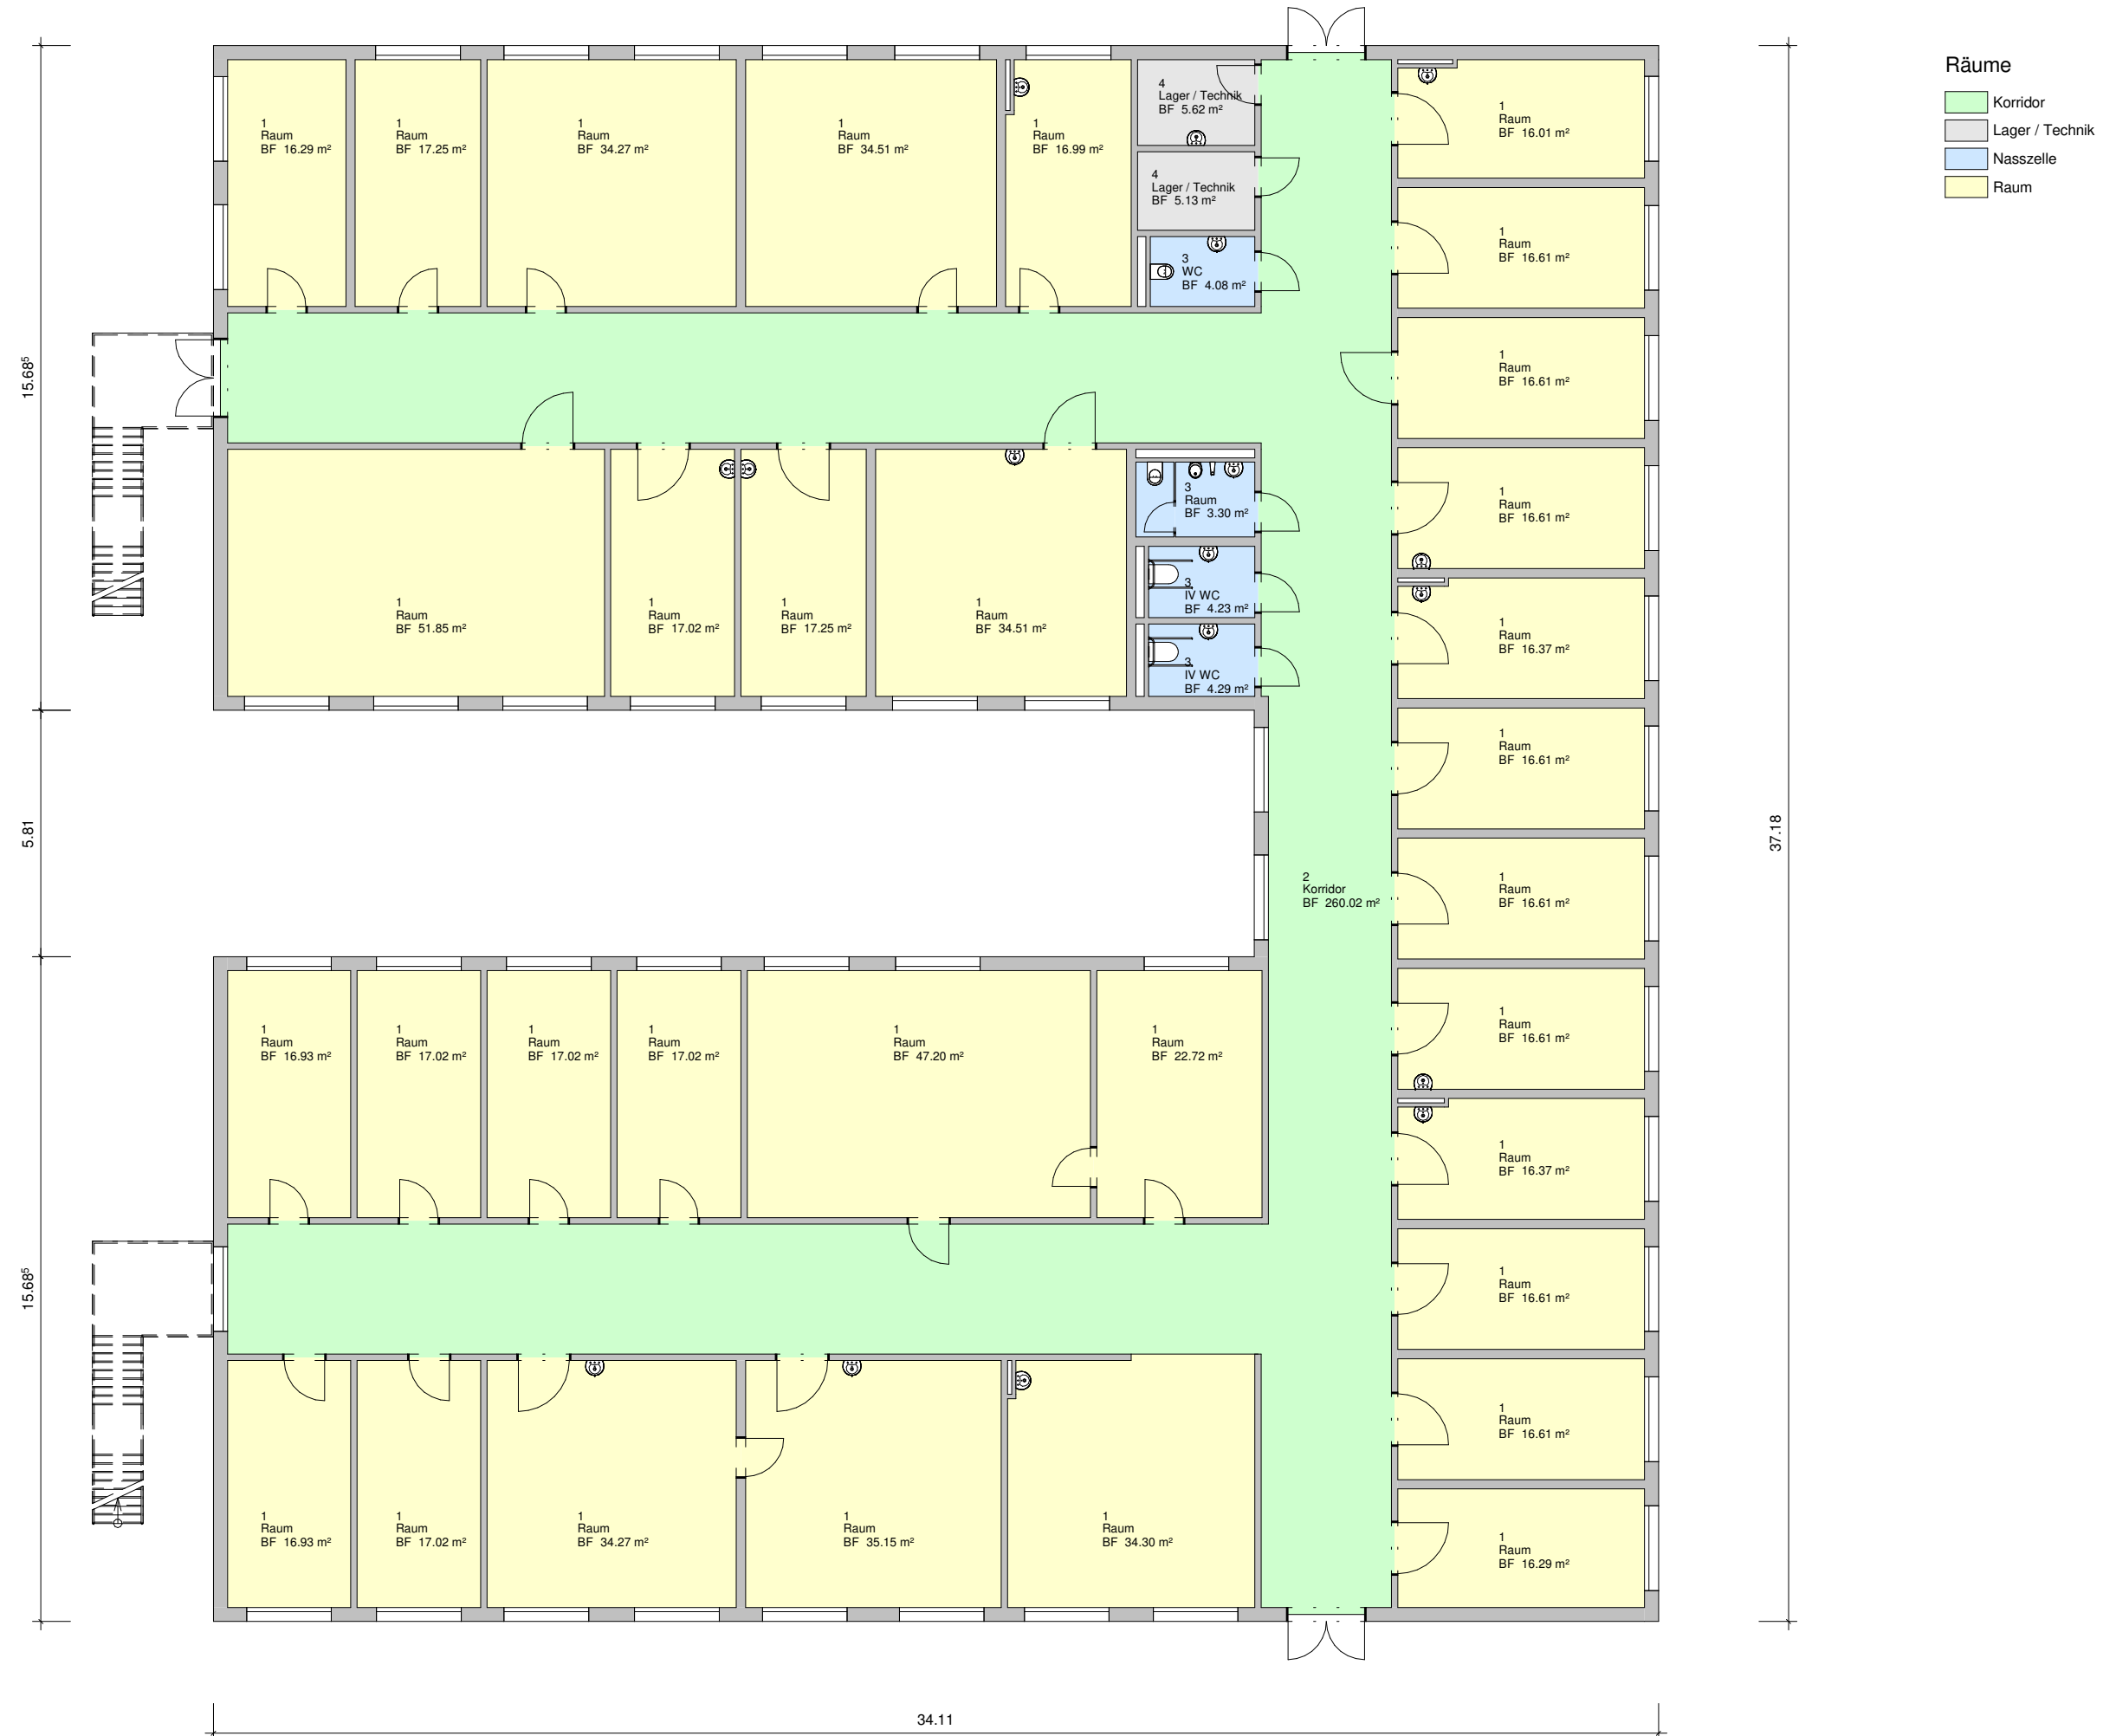 Räume
Korridor
Lager / Technik
Nasszelle
Raum
1
Raum
BF 16.29 m²
1
Raum
BF 17.25 m²
1
Raum
BF 34.27 m²
1
Raum
BF 34.51 m²
1
Raum
BF 16.99 m²
4
Lager / Technik
BF 5.62 m²
4
Lager / Technik
BF 5.13 m²
3
WC
BF 4.08 m²
1
Raum
BF 16.01 m²
1
Raum
BF 16.61 m²
1
Raum
BF 16.61 m²
1
Raum
BF 16.61 m²
1
Raum
BF 16.37 m²
1
Raum
BF 16.61 m²
1
Raum
BF 16.61 m²
1
Raum
BF 16.61 m²
1
Raum
BF 16.37 m²
1
Raum
BF 16.61 m²
1
Raum
BF 16.61 m²
1
Raum
BF 16.29 m²
1
Raum
BF 51.85 m²
1
Raum
BF 17.02 m²
1
Raum
BF 17.25 m²
1
Raum
BF 34.51 m²
3
Raum
BF 3.30 m²
3
IV WC
BF 4.23 m²
3
IV WC
BF 4.29 m²
2
Korridor
BF 260.02 m²
1
Raum
BF 16.93 m²
1
Raum
BF 17.02 m²
1
Raum
BF 17.02 m²
1
Raum
BF 17.02 m²
1
Raum
BF 47.20 m²
1
Raum
BF 22.72 m²
1
Raum
BF 16.93 m²
1
Raum
BF 17.02 m²
1
Raum
BF 34.27 m²
1
Raum
BF 35.15 m²
1
Raum
BF 34.30 m²
15.68⁵
5.81
15.68⁵
37.18
34.11